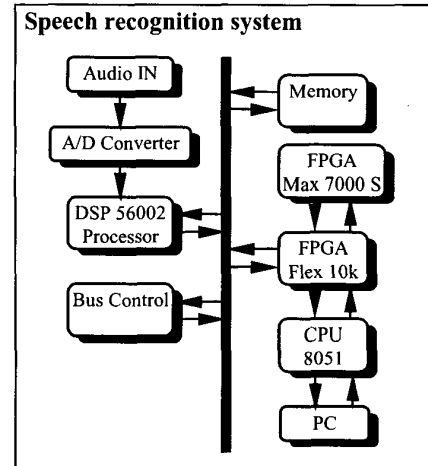 Speech recognition system
Audio IN
A/D Converter
DSP 56002
Processor
Bus Control
Memory
FPGA
Max 7000 S
FPGA
Flex 10k
CPU
8051
PC